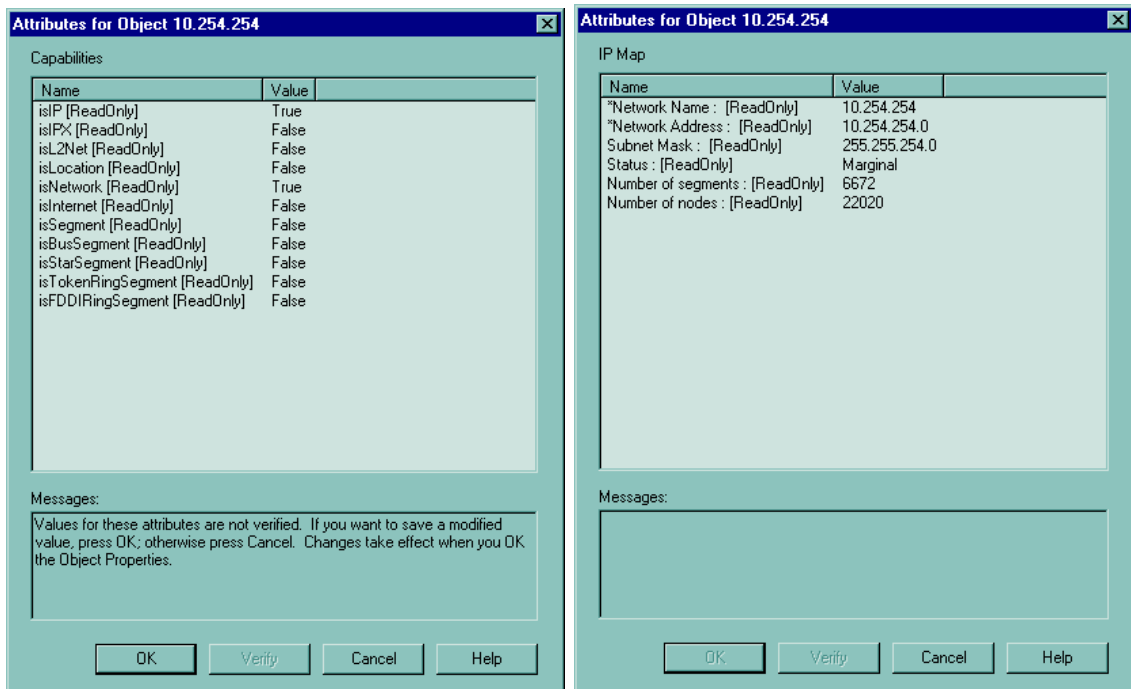 Attributes for Object 10.254.254
Capabilities
Name Value
isIP [ReadOnly] True
isIPX [ReadOnly] False
isL2Net [ReadOnly] False
isLocation [ReadOnly] False
isNetwork [ReadOnly] True
isInternet [ReadOnly] False
isSegment [ReadOnly] False
isBusSegment [ReadOnly] False
isStarSegment [ReadOnly] False
isTokenRingSegment [ReadOnly] False
isFDDIRingSegment [ReadOnly] False
Messages:
Values for these attributes are not verified. If you want to save a modified
value, press OK; otherwise press Cancel. Changes take effect when you OK
the Object Properties.
OK Verify Cancel Help
Attributes for Object 10.254.254
IP Map
Name Value
*Network Name : [ReadOnly] 10.254.254
*Network Address : [ReadOnly] 10.254.254.0
Subnet Mask : [ReadOnly] 255.255.254.0
Status : [ReadOnly] Marginal
Number of segments : [ReadOnly] 6672
Number of nodes : [ReadOnly] 22020
Messages:
OK Verify Cancel Help